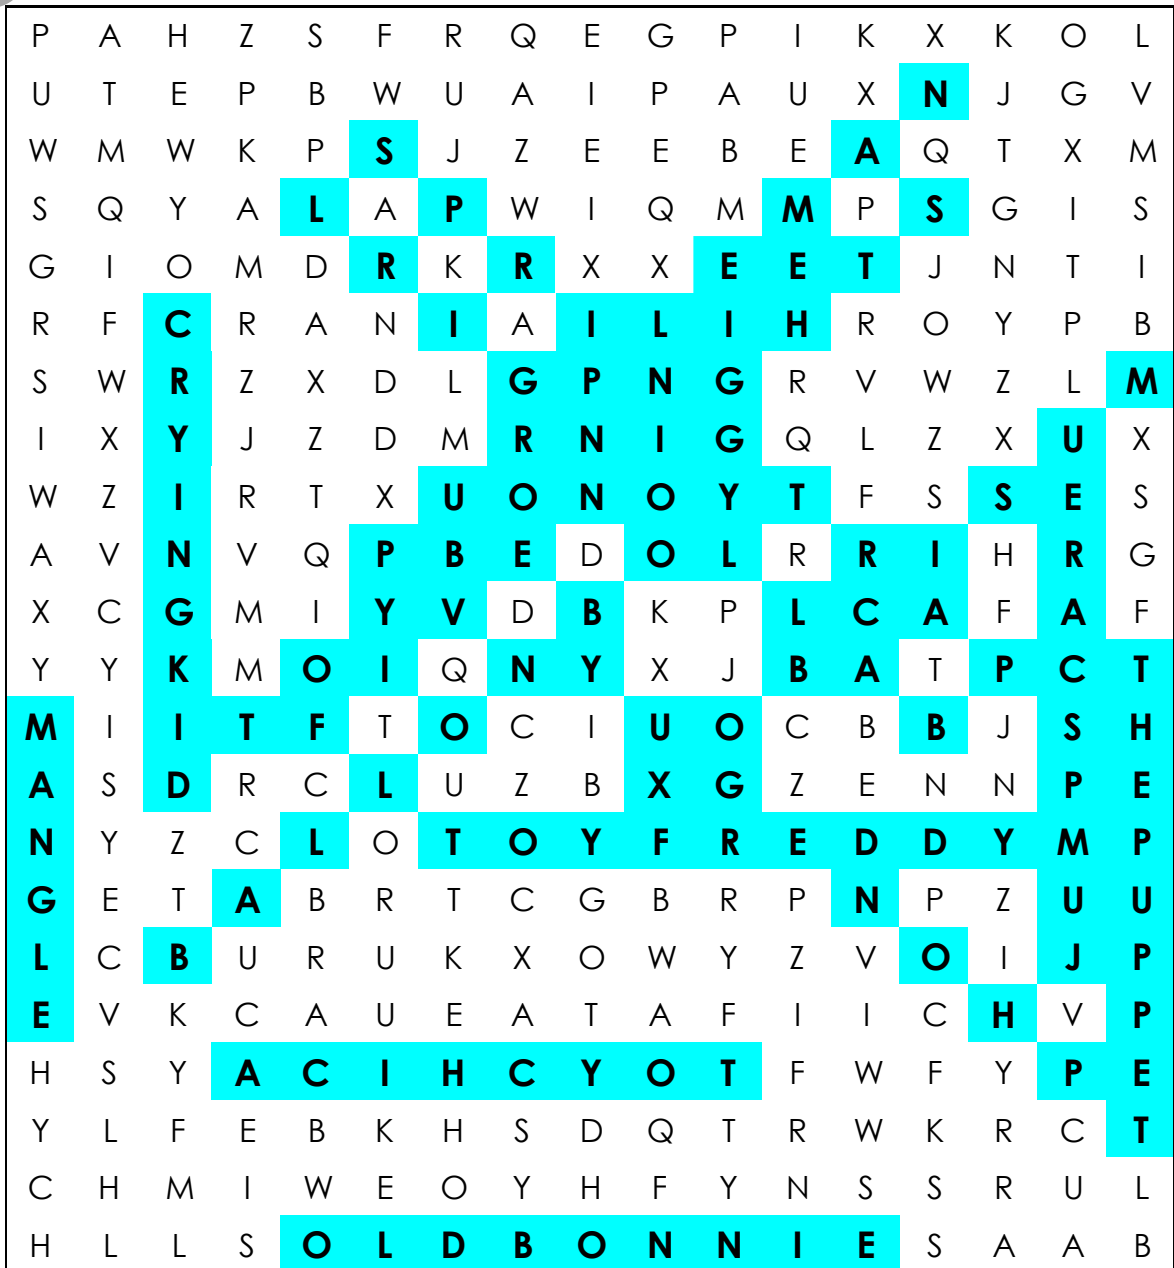 P A H Z S F R Q E G P I K X K O L
U T E P B W U A I P A U X N J G V
W M W K P S J Z E E B E A Q T X M
S Q Y A L A P W I Q M M P S G I S
G I O M D R K R X X E E T J N T I
R F C R A N I A I L I H R O Y P B
S W R Z X D L G P N G R V W Z L M
I X Y J Z D M R N I G Q L Z X U X
W Z I R T X U O N O Y T F S S E S
A V N V Q P B E D O L R R I H R G
X C G M I Y V D B K P L C A F A F
Y Y K M O I Q N Y X J B A T P C T
M I I T F T O C I U O C B B J S H
A S D R C L U Z B X G Z E N N P E
N Y Z C L O T O Y F R E D D Y M P
G E T A B R T C G B R P N P Z U U
L C B U R U K X O W Y Z V O I J P
E V K C A U E A T A F I I C H V P
H S Y A C I H C Y O T F W F Y P E
Y L F E B K H S D Q T R W K R C T
C H M I W E O Y H F Y N S S R U L
H L L S O L D B O N N I E S A A B